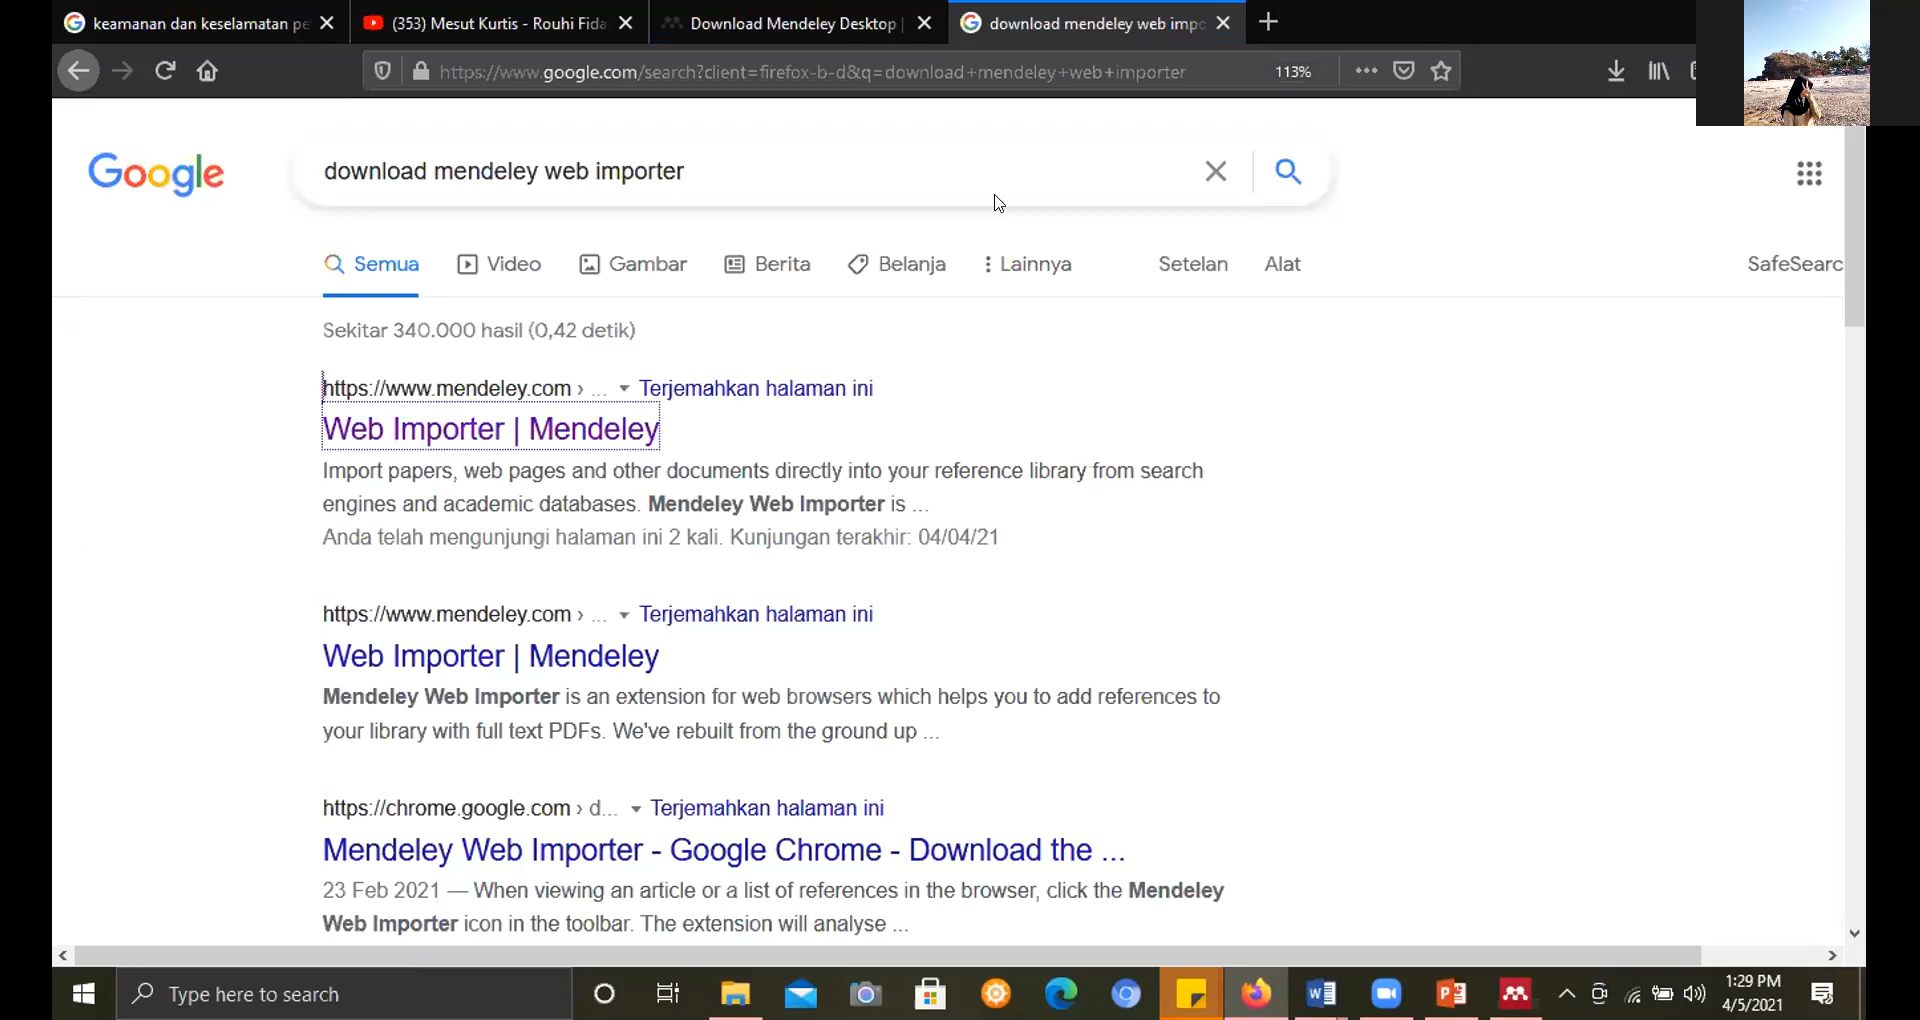 keamanan dan keselamatan pe
(353) Mesut Kurtis - Rouhi Fida
Download Mendeley Desktop |
download mendeley web impo
https://www.google.com/search?client=firefox-b-d&q=download+mendeley+web+importer
113%
Google
download mendeley web importer
Semua
Video
Gambar
Berita
Belanja
Lainnya
Setelan
Alat
SafeSearc
Sekitar 340.000 hasil (0,42 detik)
https://www.mendeley.com › ... Terjemahkan halaman ini
Web Importer | Mendeley
Import papers, web pages and other documents directly into your reference library from search
engines and academic databases. Mendeley Web Importer is ...
Anda telah mengunjungi halaman ini 2 kali. Kunjungan terakhir: 04/04/21
https://www.mendeley.com › ... Terjemahkan halaman ini
Web Importer | Mendeley
Mendeley Web Importer is an extension for web browsers which helps you to add references to
your library with full text PDFs. We've rebuilt from the ground up ...
https://chrome.google.com › d... Terjemahkan halaman ini
Mendeley Web Importer - Google Chrome - Download the ...
23 Feb 2021 — When viewing an article or a list of references in the browser, click the Mendeley
Web Importer icon in the toolbar. The extension will analyse ...
Type here to search
1:29 PM
4/5/2021